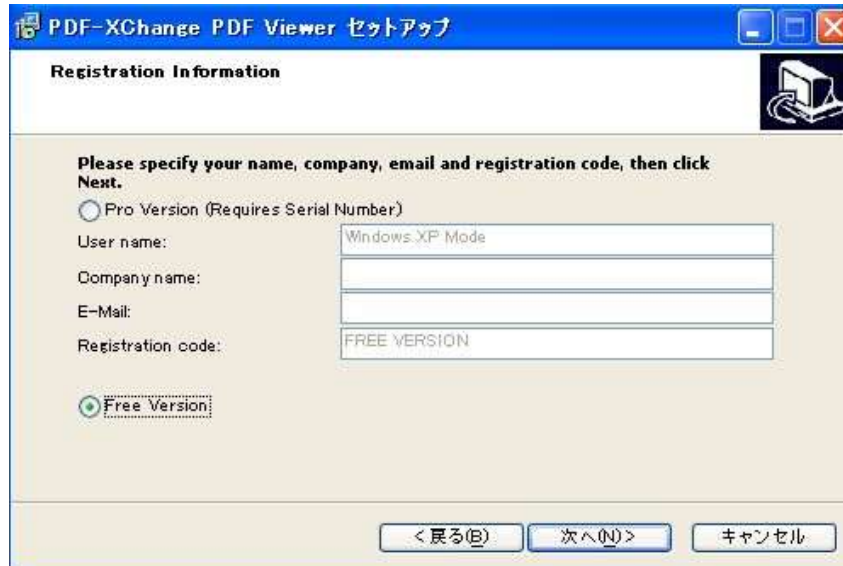 PDF-XChange PDF Viewer セットアップ
Registration Information
Please specify your name, company, email and registration code, then click
Next.
Pro Version (Requires Serial Number)
User name: Windows XP Mode
Company name:
E-Mail:
Registration code: FREE VERSION
Free Version
< 戻る(B) 次へ(N) > キャンセル